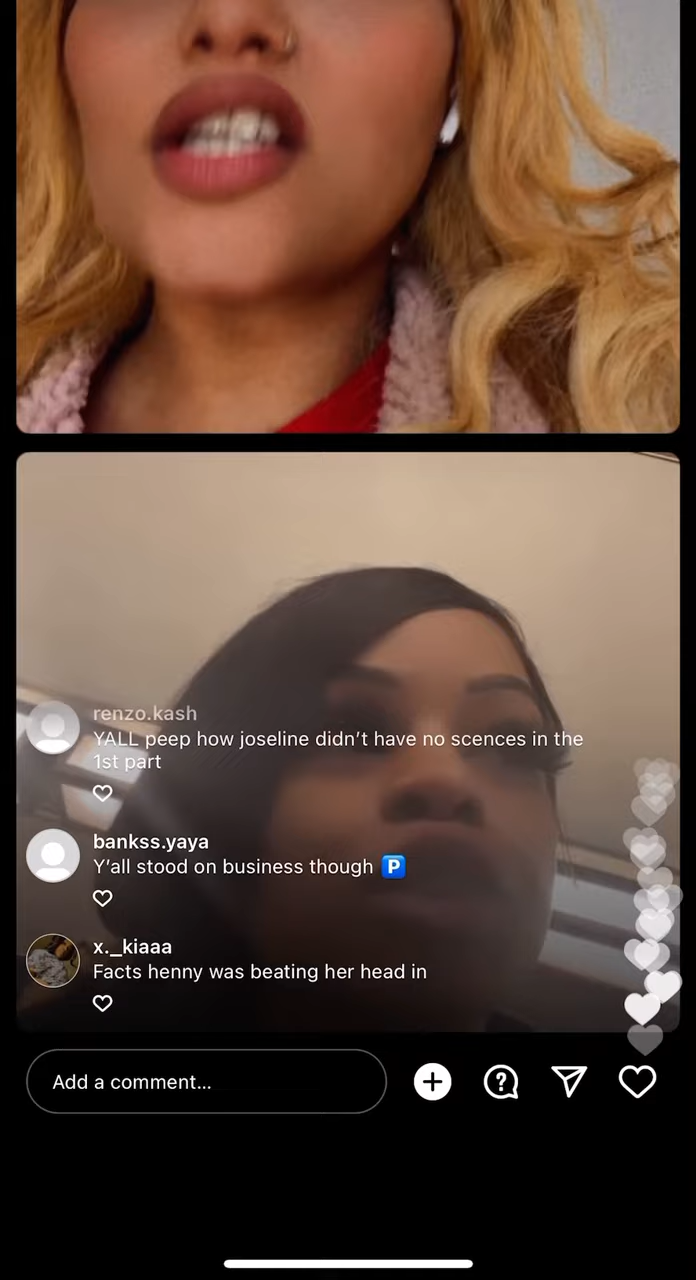 renzo.kash
YALL peep how joseline didn’t have no scences in the
1st part
bankss.yaya
Y’all stood on business though 🅿️
x._kiaaa
Facts henny was beating her head in
Add a comment...